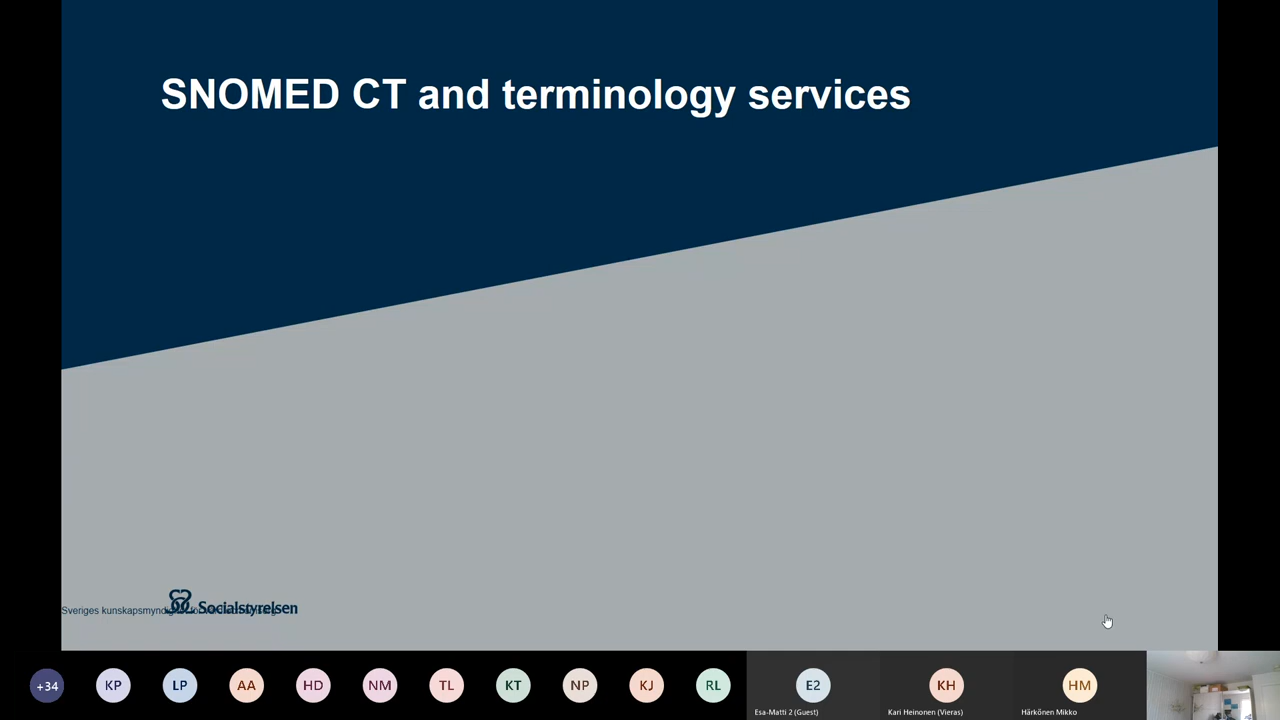 SNOMED CT and terminology services
Sveriges kunskapsmyndighet för
Socialstyrelsen
+34
KP
LP
AA
HD
NM
TL
KT
NP
KJ
RL
E2
KH
HM
Esa-Matti 2 (Guest)
Kari Heinonen (Vieras)
Härkönen Mikko